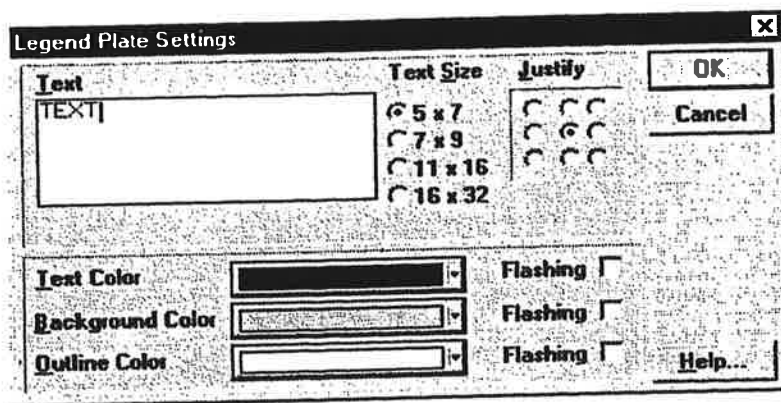 Legend Plate Settings
Text
TEXT
Text Size
5 x 7
7 x 9
11 x 16
16 x 32
Justify
OK
Cancel
Text Color
Flashing
Background Color
Flashing
Outline Color
Flashing
Help...